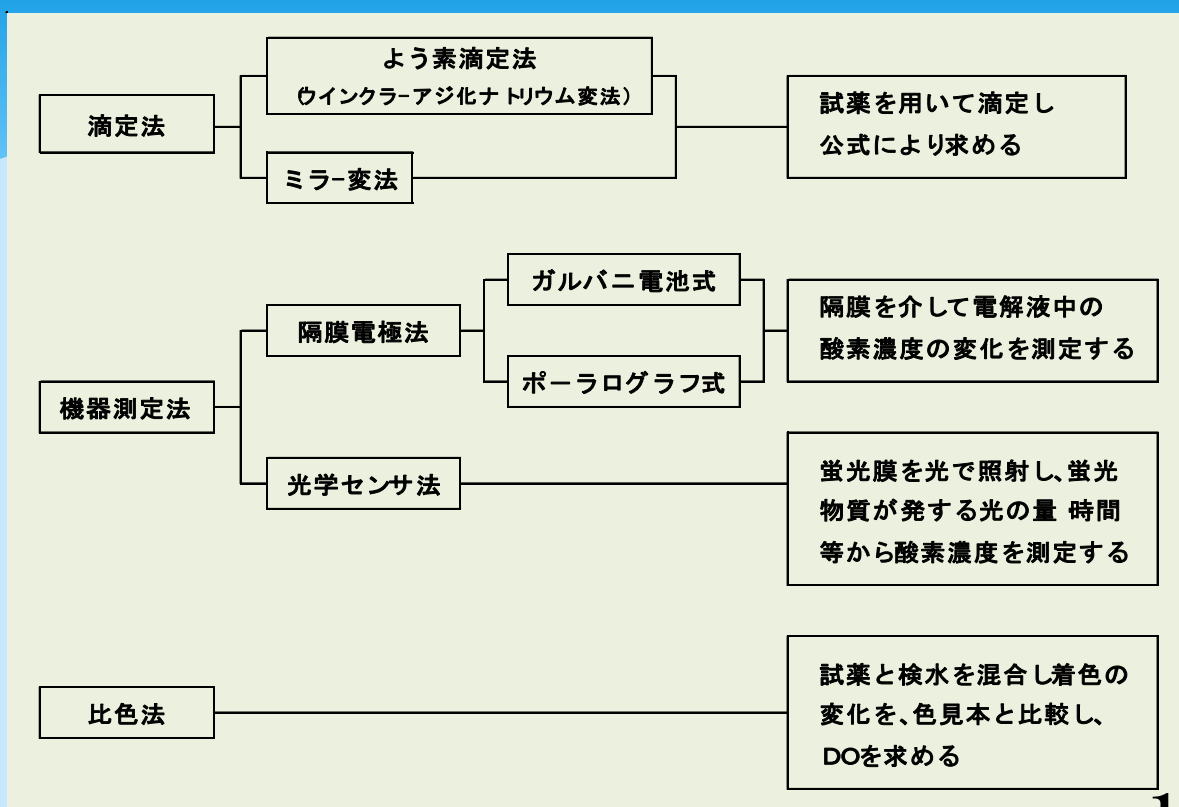 滴定法
よう素滴定法
(ウインクラーアジ化ナトリウム変法)
ミラー変法
試薬を用いて滴定し
公式により求める
機器測定法
隔膜電極法
ガルバニ電池式
ポーラログラフ式
隔膜を介して電解液中の
酸素濃度の変化を測定する
光学センサ法
蛍光膜を光で照射し、蛍光
物質が発する光の量 時間
等から酸素濃度を測定する
比色法
試薬と検水を混合し着色の
変化を、色見本と比較し、
DOを求める